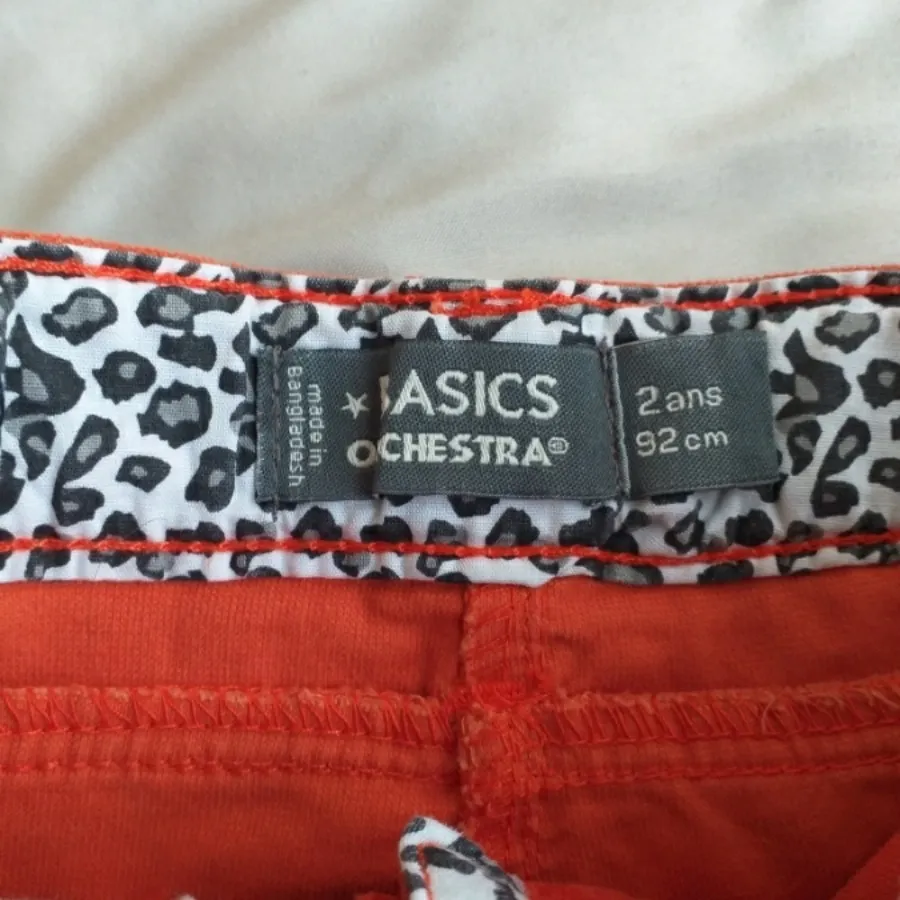 made in
Bangladesh
BASICS
OCHESTRA®
2 ans
92 cm